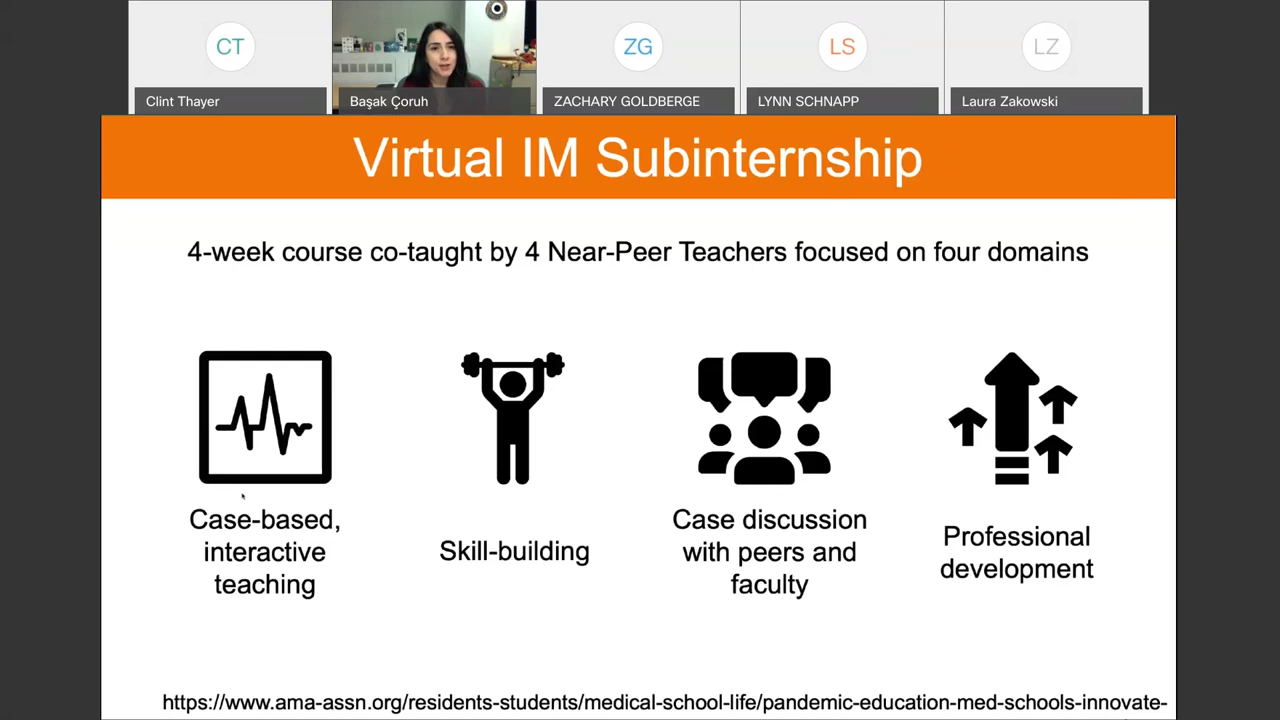 CT
ZG
LS
LZ
Clint Thayer
Başak Çoruh
ZACHARY GOLDBERGE
LYNN SCHNAPP
Laura Zakowski
Virtual IM Subinternship
4-week course co-taught by 4 Near-Peer Teachers focused on four domains
Case-based,
interactive
teaching
Skill-building
Case discussion
with peers and
faculty
Professional
development
https://www.ama-assn.org/residents-students/medical-school-life/pandemic-education-med-schools-innovate-